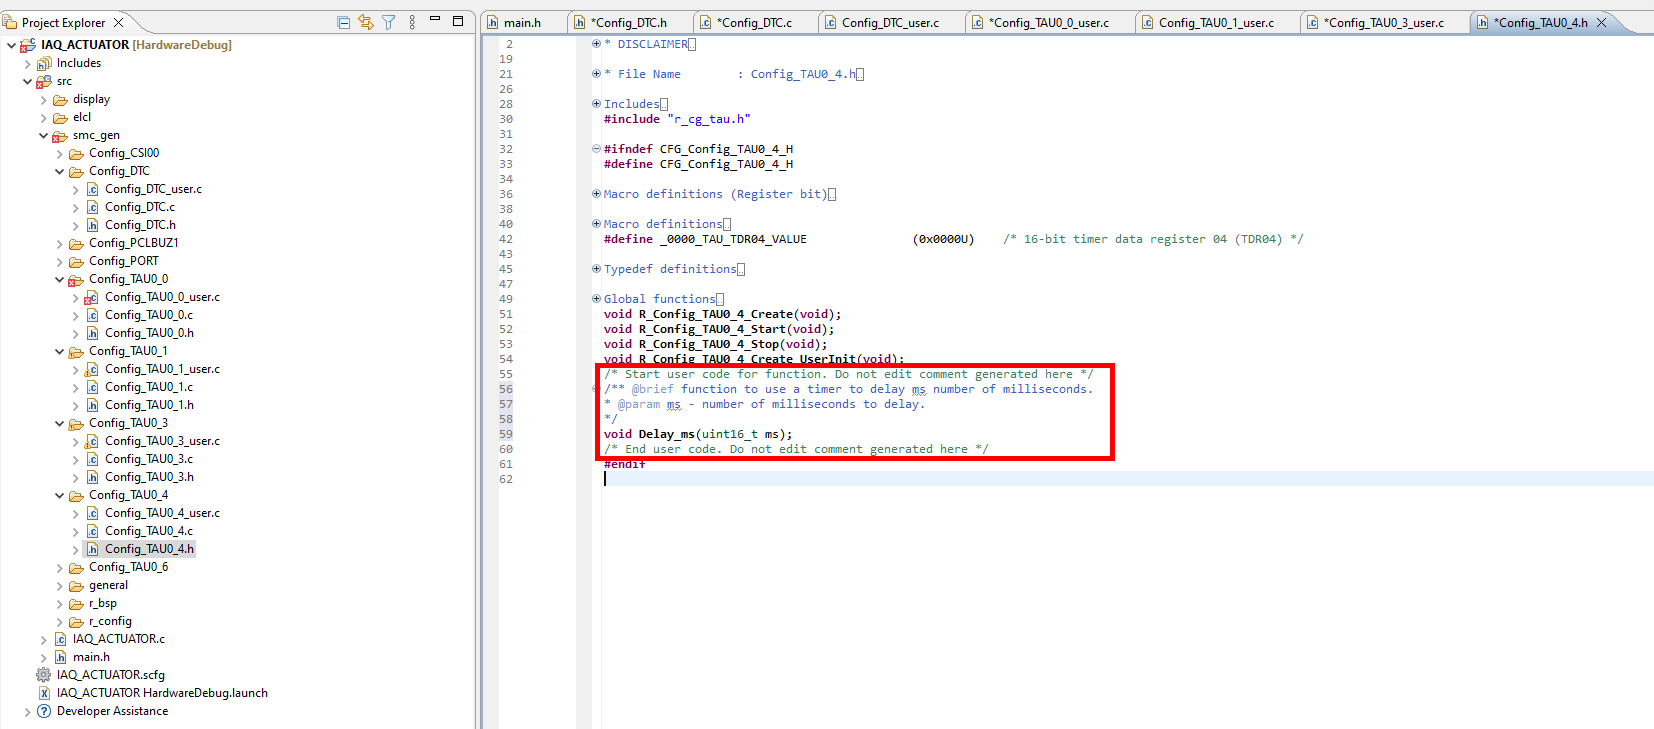 Project Explorer
IAQ_ACTUATOR [HardwareDebug]
Includes
src
display
elcl
smc_gen
Config_CSI00
Config_DTC
Config_DTC_user.c
Config_DTC.c
Config_DTC.h
Config_PCLBUZ1
Config_PORT
Config_TAU0_0
Config_TAU0_0_user.c
Config_TAU0_0.c
Config_TAU0_0.h
Config_TAU0_1
Config_TAU0_1_user.c
Config_TAU0_1.c
Config_TAU0_1.h
Config_TAU0_3
Config_TAU0_3_user.c
Config_TAU0_3.c
Config_TAU0_3.h
Config_TAU0_4
Config_TAU0_4_user.c
Config_TAU0_4.c
Config_TAU0_4.h
Config_TAU0_6
general
r_bsp
r_config
IAQ_ACTUATOR.c
main.h
IAQ_ACTUATOR.scfg
IAQ_ACTUATOR HardwareDebug.launch
Developer Assistance
main.h *Config_DTC.h *Config_DTC.c Config_DTC_user.c *Config_TAU0_0_user.c Config_TAU0_1_user.c *Config_TAU0_3_user.c *Config_TAU0_4.h
2 * DISCLAIMER
19
21 * File Name : Config_TAU0_4.h
26
28 Includes
30 #include "r_cg_tau.h"
31
32 #ifndef CFG_Config_TAU0_4_H
33 #define CFG_Config_TAU0_4_H
34
36 Macro definitions (Register bit)
38
40 Macro definitions
42 #define _0000_TAU_TDR04_VALUE (0x0000U) /* 16-bit timer data register 04 (TDR04) */
43
45 Typedef definitions
47
49 Global functions
51 void R_Config_TAU0_4_Create(void);
52 void R_Config_TAU0_4_Start(void);
53 void R_Config_TAU0_4_Stop(void);
54 void R_Config_TAU0_4_Create_UserInit(void);
55 /* Start user code for function. Do not edit comment generated here */
56 /** @brief function to use a timer to delay ms number of milliseconds.
57 * @param ms - number of milliseconds to delay.
58 */
59 void Delay_ms(uint16_t ms);
60 /* End user code. Do not edit comment generated here */
61 #endif
62